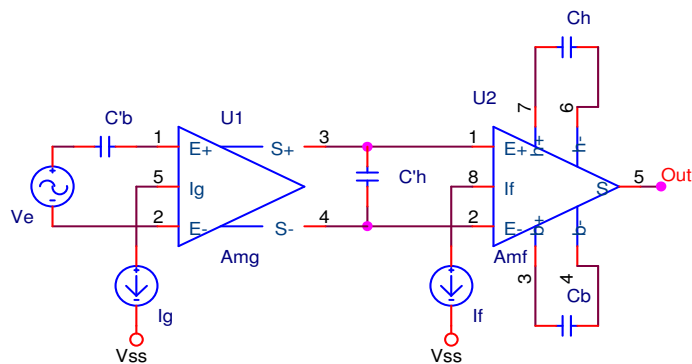 Ch
U2
7
6
C'b
U1
1
E+
S+
3
1
E+
h+
h-
5
Ig
C'h
8
If
S
5
Out
Ve
2
E-
S-
4
2
E-
b+
b-
Amg
Amf
3
4
Cb
Ig
If
Vss
Vss